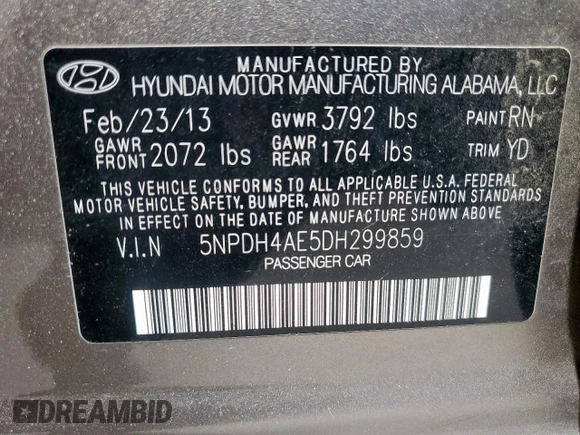 MANUFACTURED BY
HYUNDAI MOTOR MANUFACTURING ALABAMA, LLC
Feb/23/13 GVWR 3792 lbs PAINT RN
GAWR FRONT 2072 lbs GAWR REAR 1764 lbs TRIM YD
THIS VEHICLE CONFORMS TO ALL APPLICABLE U.S.A. FEDERAL
MOTOR VEHICLE SAFETY, BUMPER, AND THEFT PREVENTION STANDARDS
IN EFFECT ON THE DATE OF MANUFACTURE SHOWN ABOVE
V.I.N 5NPDH4AE5DH299859
PASSENGER CAR
DREAMBID